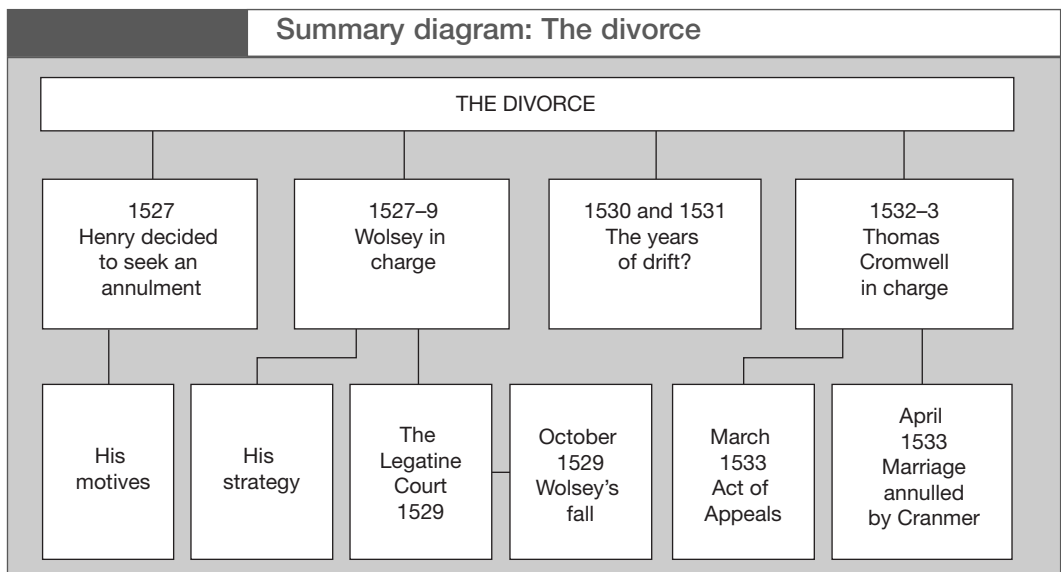 Summary diagram: The divorce
THE DIVORCE
1527
Henry decided
to seek an
annulment
1527–9
Wolsey in
charge
1530 and 1531
The years
of drift?
1532–3
Thomas
Cromwell
in charge
His
motives
His
strategy
The
Legatine
Court
1529
October
1529
Wolsey's
fall
March
1533
Act of
Appeals
April
1533
Marriage
annulled
by Cranmer